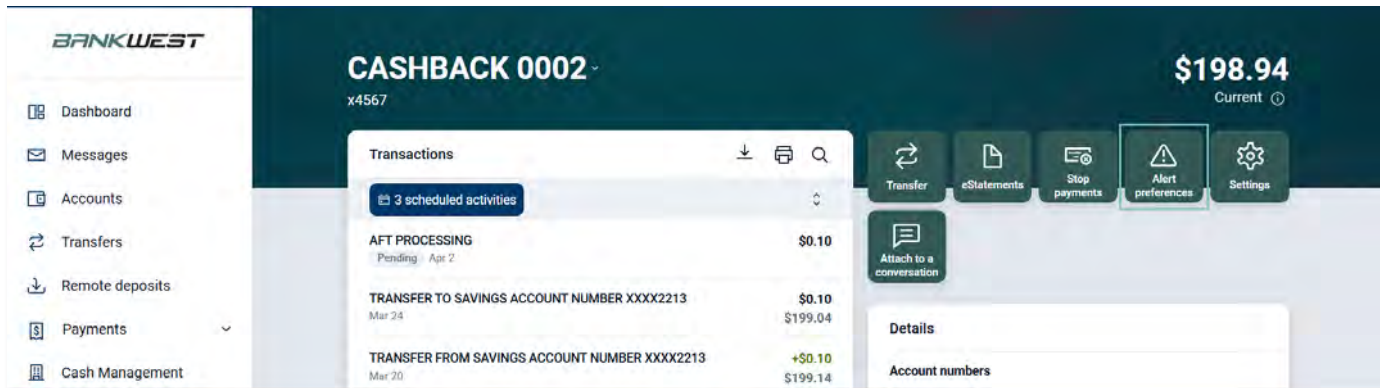 BANKWEST
Dashboard
Messages
Accounts
Transfers
Remote deposits
Payments
Cash Management
CASHBACK 0002
x4567
$198.94
Current
Transactions
3 scheduled activities
AFT PROCESSING $0.10
Pending Apr 2
TRANSFER TO SAVINGS ACCOUNT NUMBER XXXX2213 $0.10
Mar 24 $199.04
TRANSFER FROM SAVINGS ACCOUNT NUMBER XXXX2213 +$0.10
Mar 20 $199.14
Transfer
eStatements
Stop
payments
Alert
preferences
Settings
Attach to a
conversation
Details
Account numbers